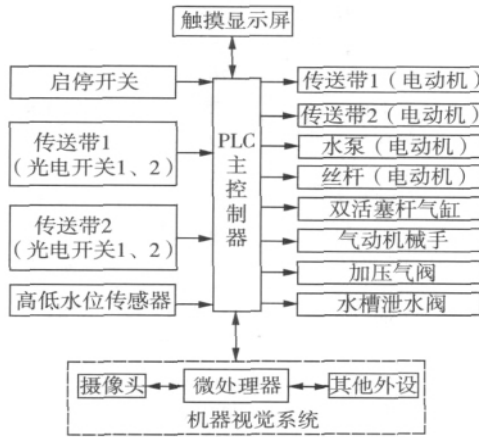 触摸显示屏
启停开关
传送带1
（光电开关1、2）
传送带2
（光电开关1、2）
高低水位传感器
PLC
主
控
制
器
传送带1（电动机）
传送带2（电动机）
水泵（电动机）
丝杆（电动机）
双活塞杆气缸
气动机械手
加压气阀
水槽泄水阀
摄像头
微处理器
其他外设
机器视觉系统